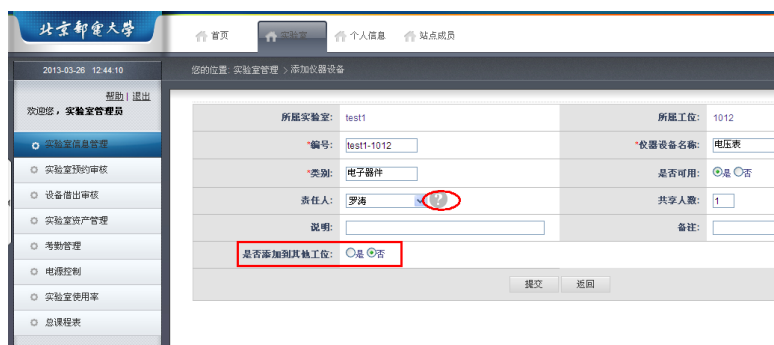 北京邮电大学
首页
实验室
个人信息
站点成员
2013-03-26 12:44:10
您的位置: 实验室管理 > 添加仪器设备
帮助 | 退出
欢迎您，实验室管理员
实验室信息管理
实验室预约审核
设备借出审核
实验室资产管理
考勤管理
电源控制
实验室使用率
总课程表
所属实验室: test1 所属工位: 1012
*编号: test1-1012 *仪器设备名称: 电压表
*类别: 电子器件 是否可用: 是 否
责任人: 罗涛 ? 共享人数: 1
说明: 备注:
是否添加到其他工位: 是 否
提交 返回